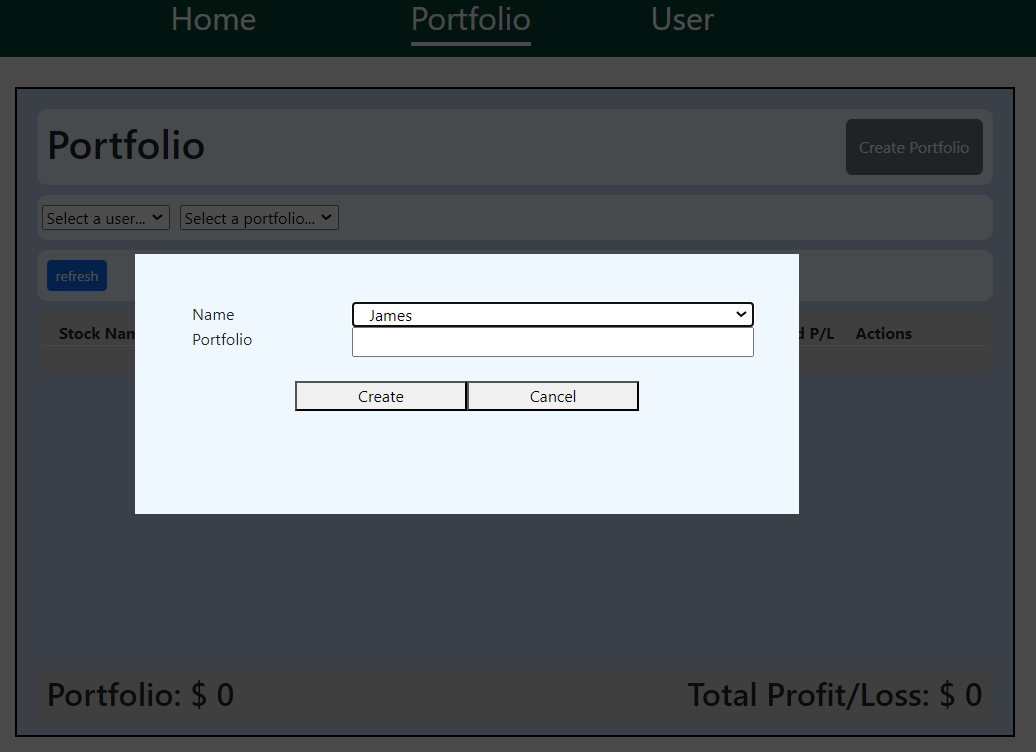 Home Portfolio User
Portfolio
Create Portfolio
Select a user... Select a portfolio...
refresh
Stock Nam d P/L Actions
Name James
Portfolio
Create Cancel
Portfolio: $ 0 Total Profit/Loss: $ 0